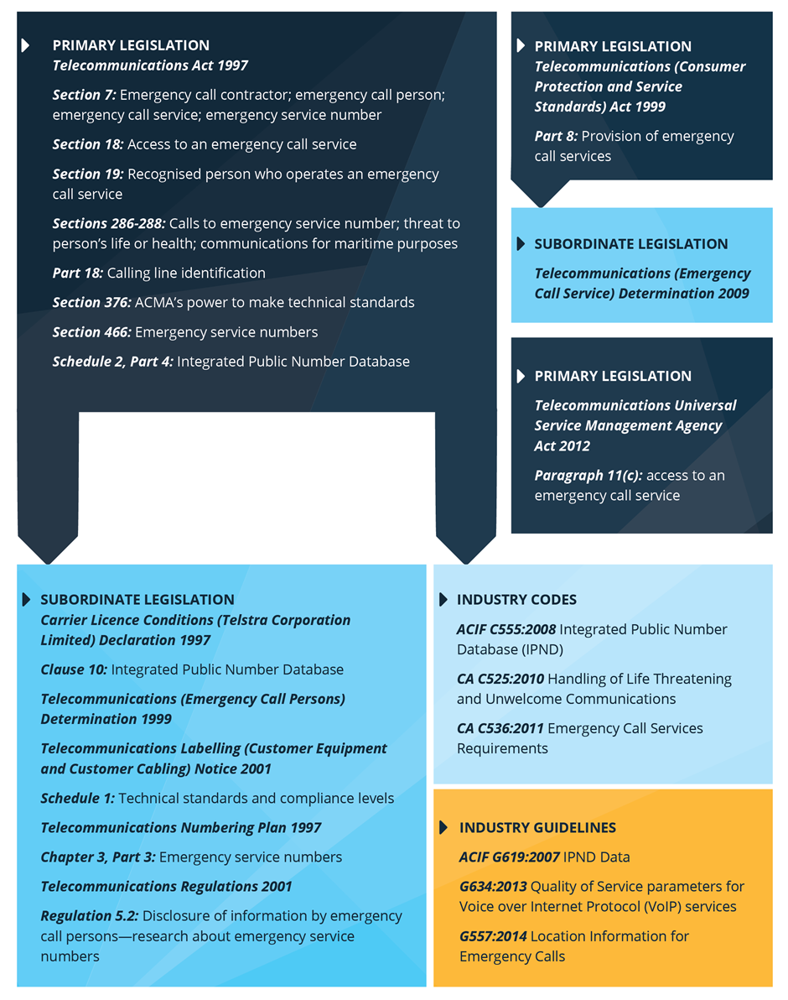 PRIMARY LEGISLATION
Telecommunications Act 1997
Section 7: Emergency call contractor; emergency call person;
emergency call service; emergency service number
Section 18: Access to an emergency call service
Section 19: Recognised person who operates an emergency
call service
Sections 286-288: Calls to emergency service number; threat to
person’s life or health; communications for maritime purposes
Part 18: Calling line identification
Section 376: ACMA’s power to make technical standards
Section 466: Emergency service numbers
Schedule 2, Part 4: Integrated Public Number Database
PRIMARY LEGISLATION
Telecommunications (Consumer
Protection and Service
Standards) Act 1999
Part 8: Provision of emergency
call services
SUBORDINATE LEGISLATION
Telecommunications (Emergency
Call Service) Determination 2009
PRIMARY LEGISLATION
Telecommunications Universal
Service Management Agency
Act 2012
Paragraph 11(c): access to an
emergency call service
SUBORDINATE LEGISLATION
Carrier Licence Conditions (Telstra Corporation
Limited) Declaration 1997
Clause 10: Integrated Public Number Database
Telecommunications (Emergency Call Persons)
Determination 1999
Telecommunications Labelling (Customer Equipment
and Customer Cabling) Notice 2001
Schedule 1: Technical standards and compliance levels
Telecommunications Numbering Plan 1997
Chapter 3, Part 3: Emergency service numbers
Telecommunications Regulations 2001
Regulation 5.2: Disclosure of information by emergency
call persons—research about emergency service
numbers
INDUSTRY CODES
ACIF C555:2008 Integrated Public Number
Database (IPND)
CA C525:2010 Handling of Life Threatening
and Unwelcome Communications
CA C536:2011 Emergency Call Services
Requirements
INDUSTRY GUIDELINES
ACIF G619:2007 IPND Data
G634:2013 Quality of Service parameters for
Voice over Internet Protocol (VoIP) services
G557:2014 Location Information for
Emergency Calls